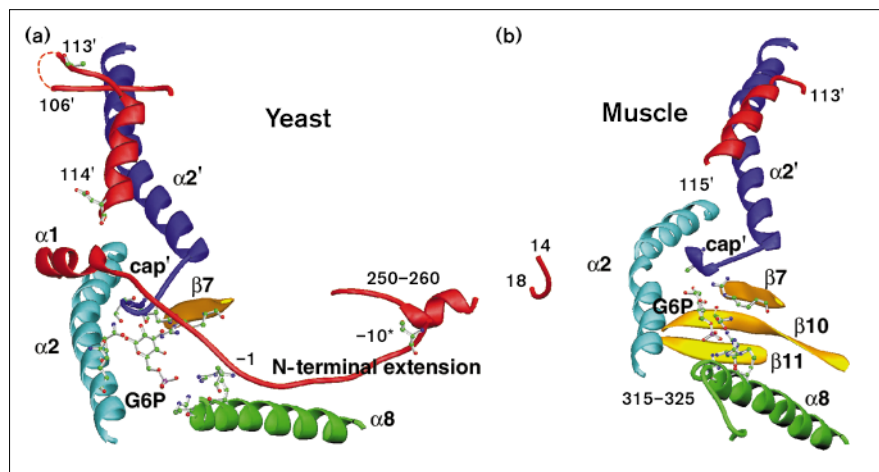 (a)
113'
106'
Yeast
114'
α2'
α1
cap'
β7
250–160
α2
–10*
–1
N-terminal extension
G6P
α8
(b)
113'
Muscle
α2'
115'
14
18
α2
cap'
β7
G6P
β10
β11
315–325
α8